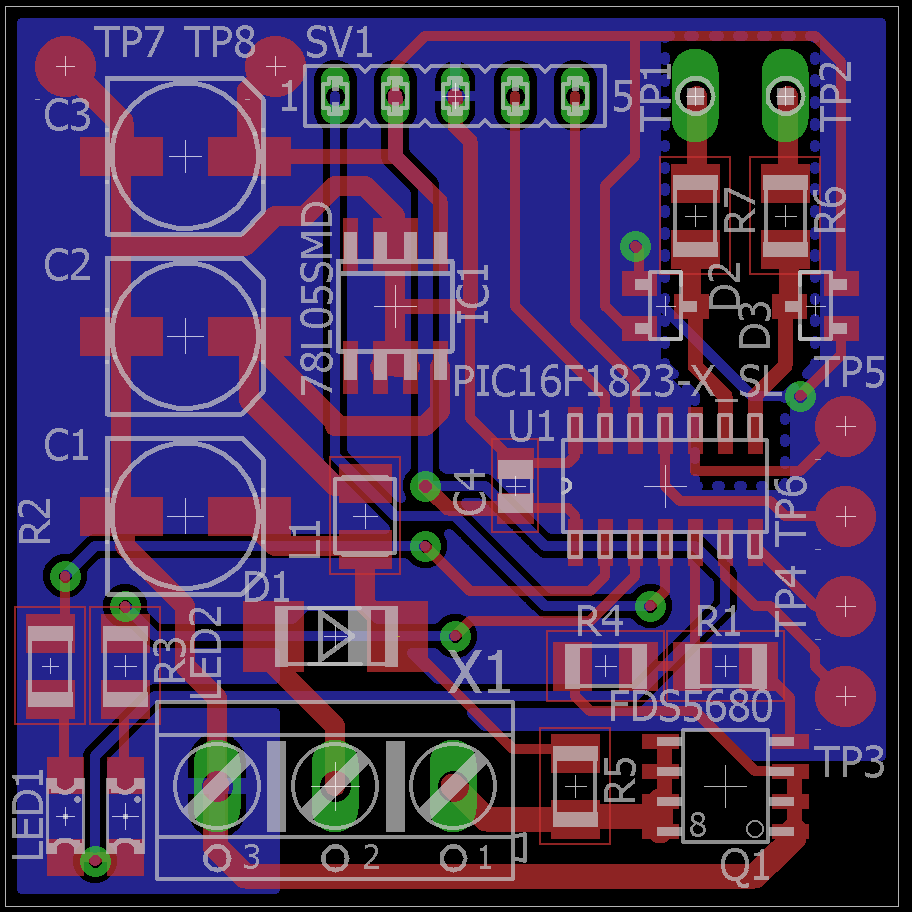 TP7 TP8 SV1
1 5
TP1 TP2
C3
R7 R6
78L05SMD
IC1
C2
D2 D3
PIC16F1823-X_SL
TP5
U1
C1
C4
TP6
R2
L1
D1
TP4
R4 R1
R3
LED2
X1
FDS5680
TP3
LED1
R5
8
3 2 1
Q1